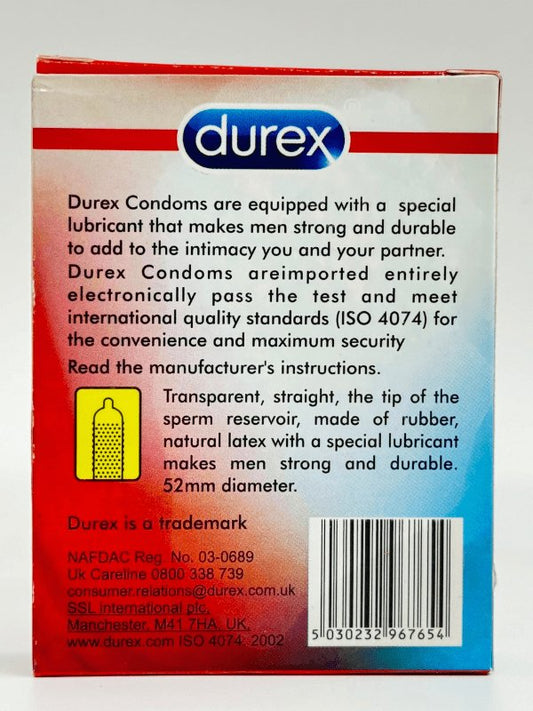 durex
Durex Condoms are equipped with a special
lubricant that makes men strong and durable
to add to the intimacy you and your partner.
Durex Condoms areimported entirely
electronically pass the test and meet
international quality standards (ISO 4074) for
the convenience and maximum security
Read the manufacturer's instructions.
Transparent, straight, the tip of the
sperm reservoir, made of rubber,
natural latex with a special lubricant
makes men strong and durable.
52mm diameter.
Durex is a trademark
NAFDAC Reg. No. 03-0689
Uk Careline 0800 338 739
consumer.relations@durex.com.uk
SSL international plc,
Manchester, M41 7HA, UK.
www.durex.com ISO 4074; 2002
5 030232 967654